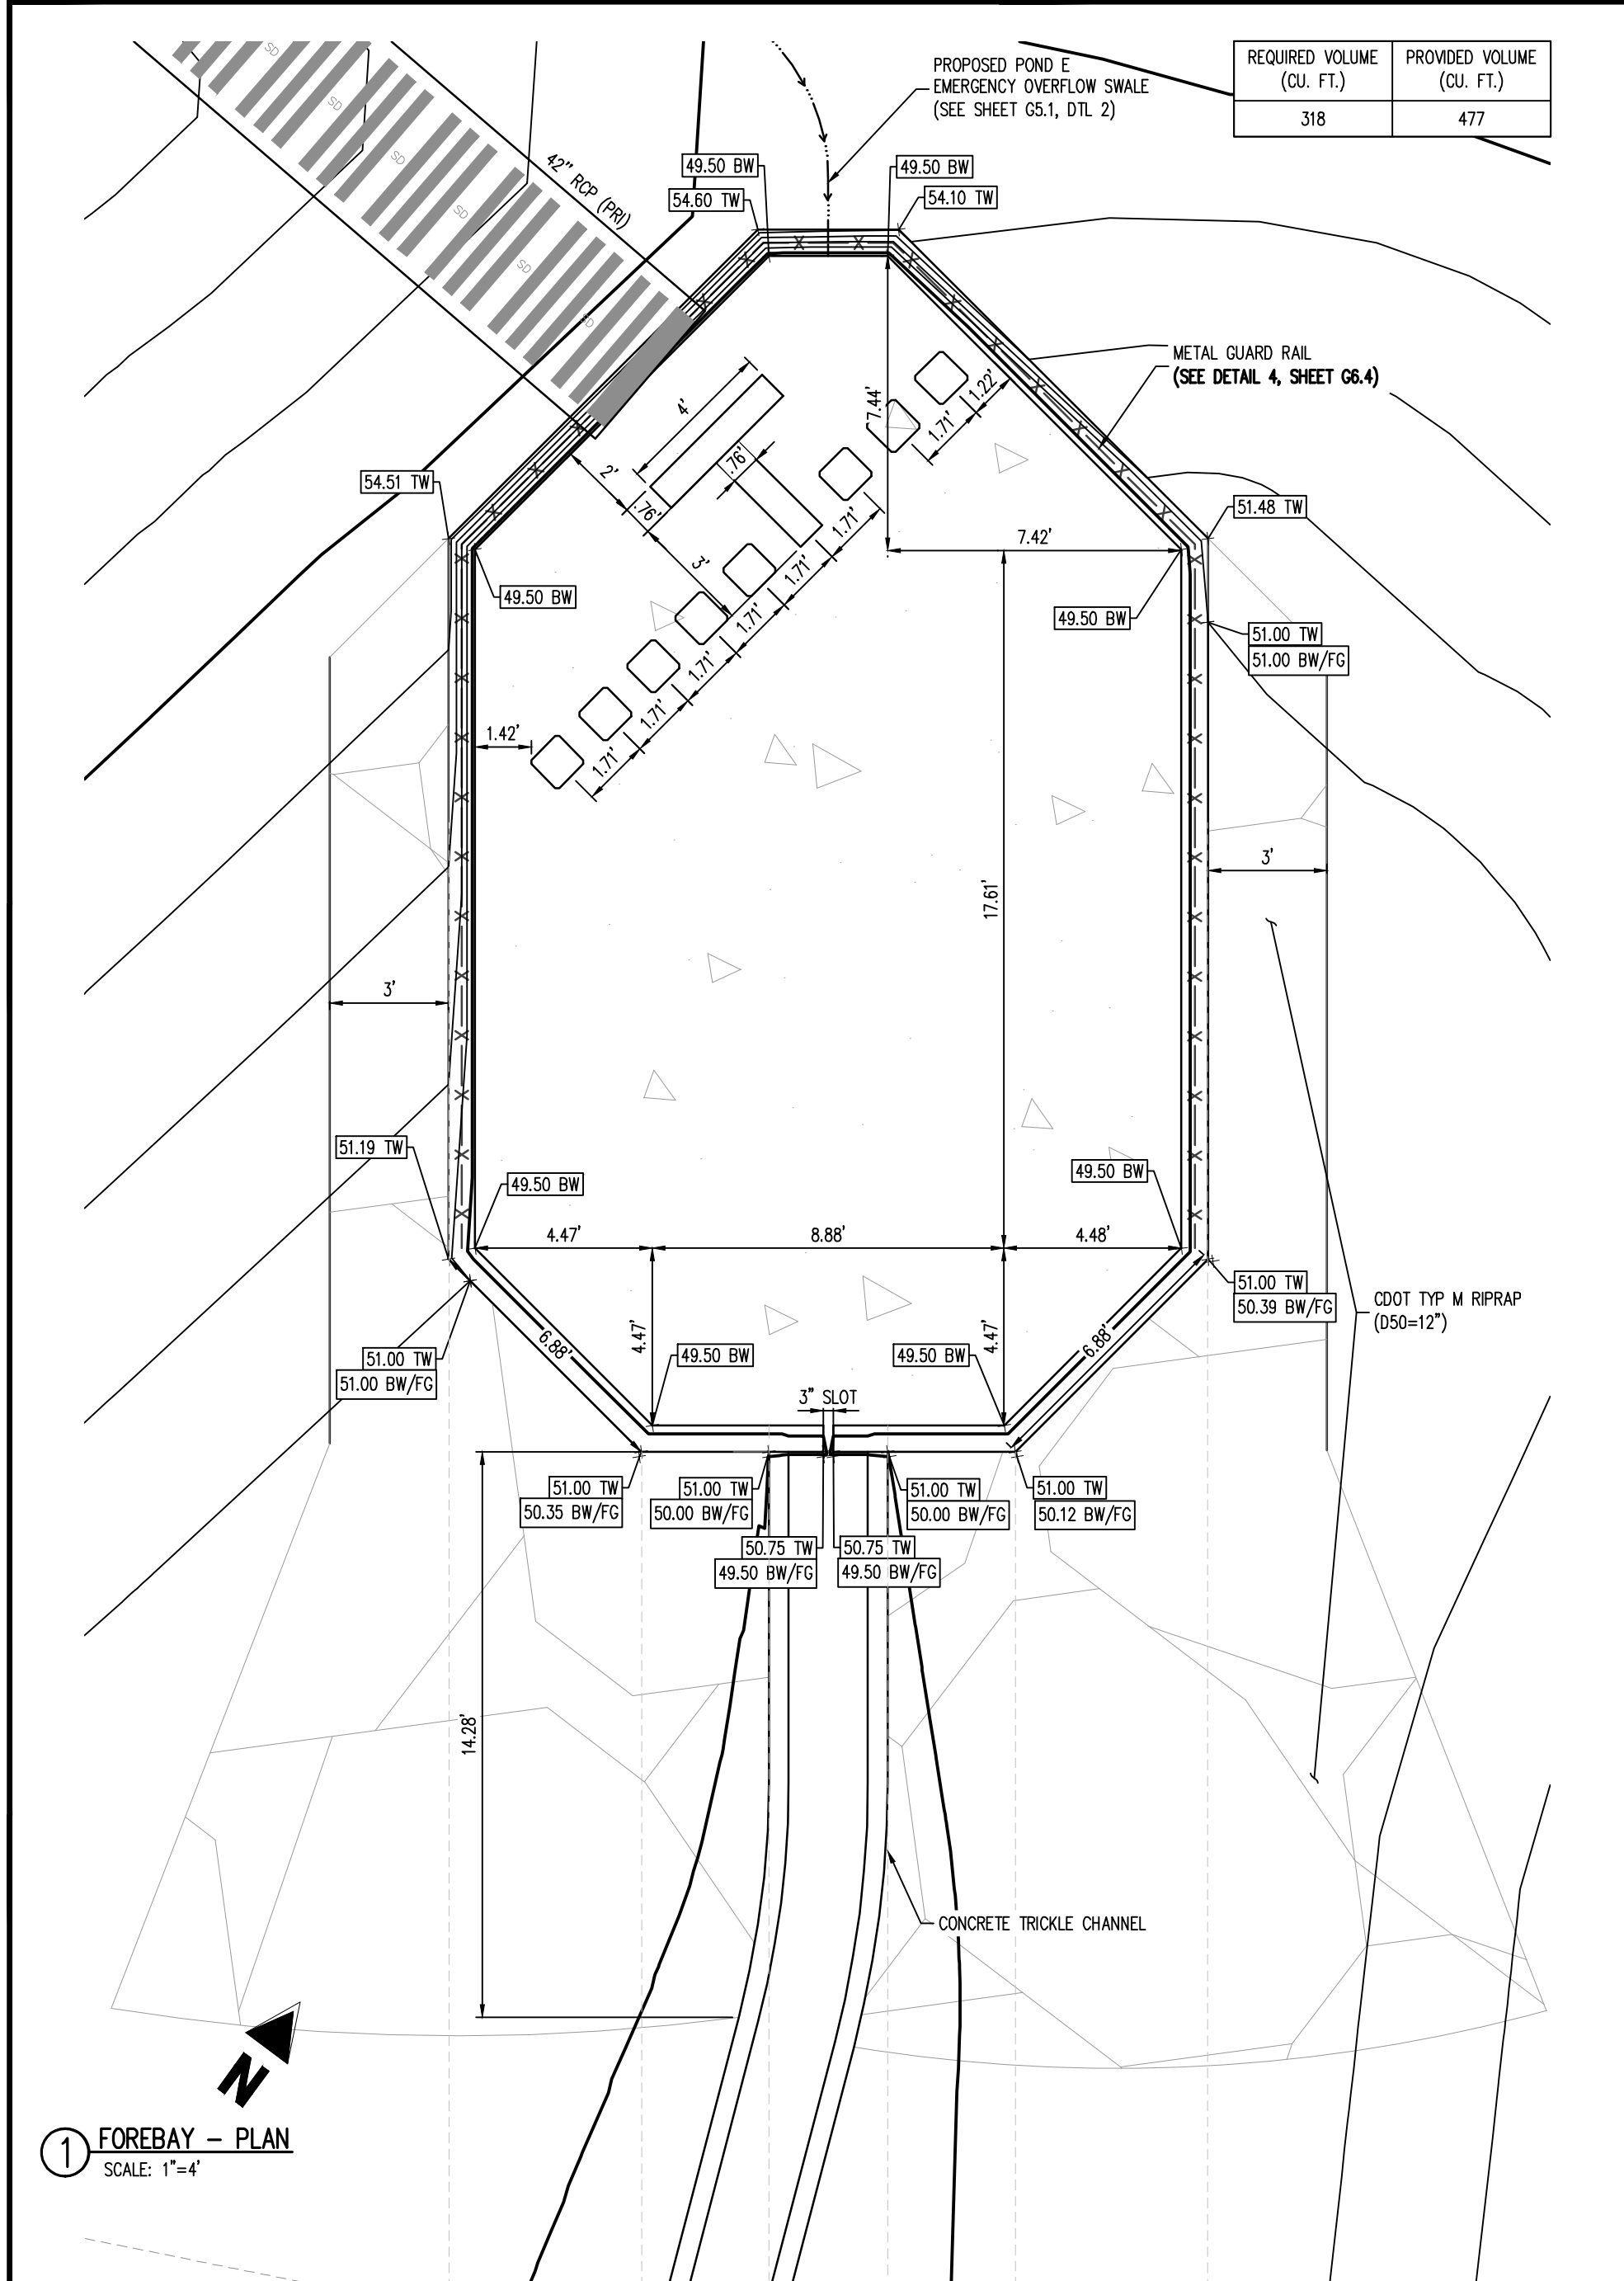 REQUIRED VOLUME
(CU. FT.)
PROVIDED VOLUME
(CU. FT.)
318
477
PROPOSED POND E
EMERGENCY OVERFLOW SWALE
(SEE SHEET G5.1, DTL 2)
SD
SD
SD
SD
SD
SD
42" RCP (PRI)
49.50 BW
54.60 TW
49.50 BW
54.10 TW
METAL GUARD RAIL
(SEE DETAIL 4, SHEET G6.4)
4'
.76'
2'
.76'
3'
7.44'
1.22'
1.71'
1.71'
1.71'
1.71'
1.71'
1.71'
1.71'
54.51 TW
51.48 TW
7.42'
49.50 BW
49.50 BW
51.00 TW
51.00 BW/FG
1.42'
17.61'
3'
3'
51.19 TW
49.50 BW
49.50 BW
4.47'
8.88'
4.48'
51.00 TW
50.39 BW/FG
CDOT TYP M RIPRAP
(D50=12")
6.88'
4.47'
4.47'
6.88'
51.00 TW
51.00 BW/FG
49.50 BW
49.50 BW
3" SLOT
51.00 TW
50.35 BW/FG
51.00 TW
50.00 BW/FG
51.00 TW
50.00 BW/FG
51.00 TW
50.12 BW/FG
50.75 TW
49.50 BW/FG
50.75 TW
49.50 BW/FG
14.28'
CONCRETE TRICKLE CHANNEL
N
1
FOREBAY - PLAN
SCALE: 1"=4'